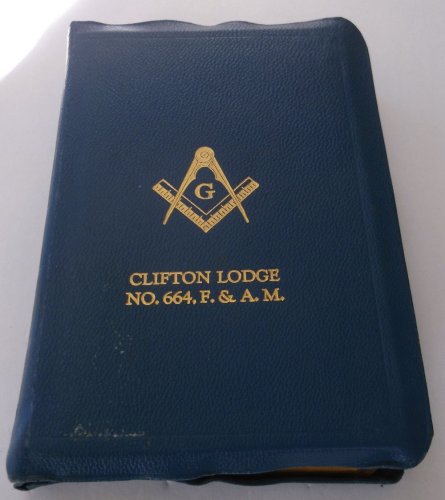 G
CLIFTON LODGE
NO. 664, F. & A. M.